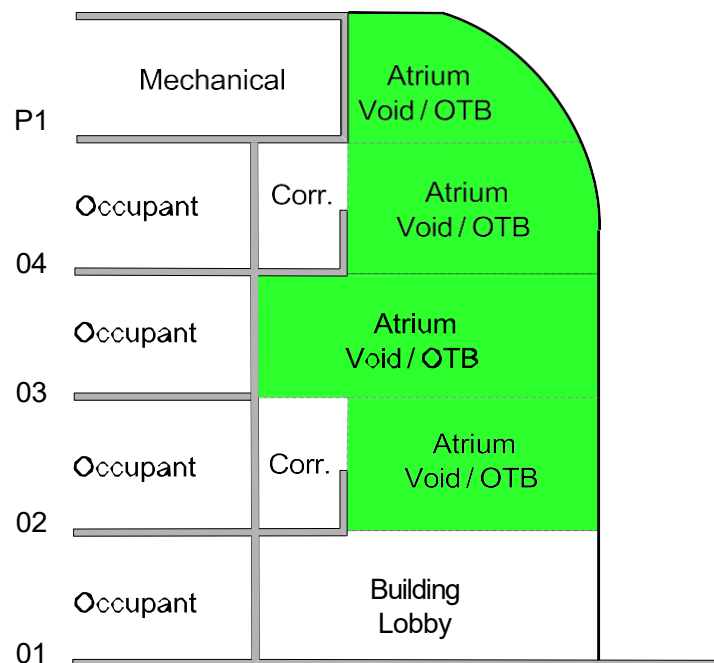 Mechanical
Atrium
Void / OTB
P1
Occupant
Corr.
Atrium
Void / OTB
04
Occupant
Atrium
Void / OTB
03
Occupant
Corr.
Atrium
Void / OTB
02
Occupant
Building
Lobby
01